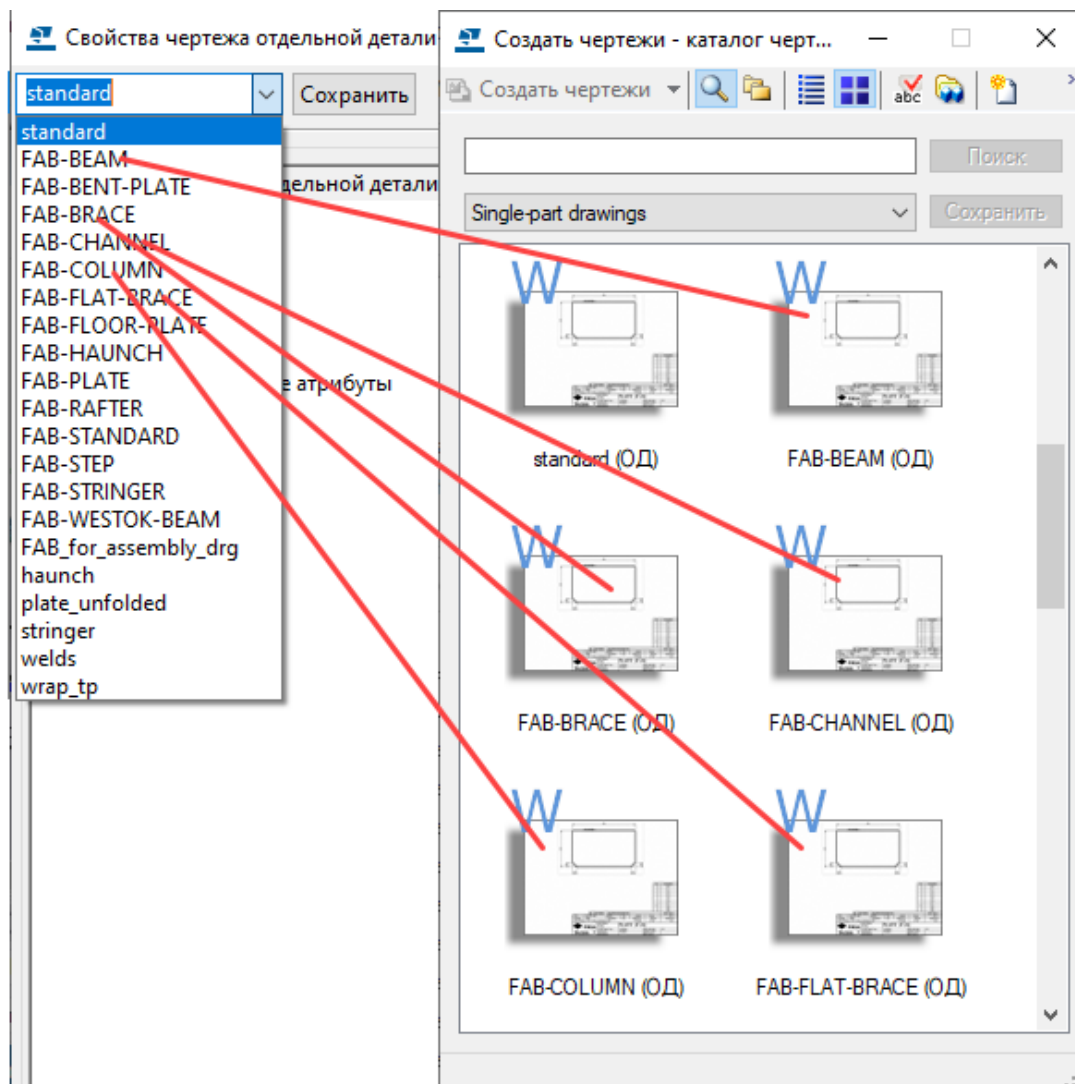 Свойства чертежа отдельной детали
standard
Сохранить
standard
FAB-BEAM
FAB-BENT-PLATE
FAB-BRACE
FAB-CHANNEL
FAB-COLUMN
FAB-FLAT-BRACE
FAB-FLOOR-PLATE
FAB-HAUNCH
FAB-PLATE
FAB-RAFTER
FAB-STANDARD
FAB-STEP
FAB-STRINGER
FAB-WESTOK-BEAM
FAB_for_assembly_drg
haunch
plate_unfolded
stringer
welds
wrap_tp
отдельной детали
е атрибуты
Создать чертежи - каталог черт...
Создать чертежи
abc
Поиск
Single-part drawings
Сохранить
W
W
standard (ОД)
FAB-BEAM (ОД)
W
W
FAB-BRACE (ОД)
FAB-CHANNEL (ОД)
W
W
FAB-COLUMN (ОД)
FAB-FLAT-BRACE (ОД)